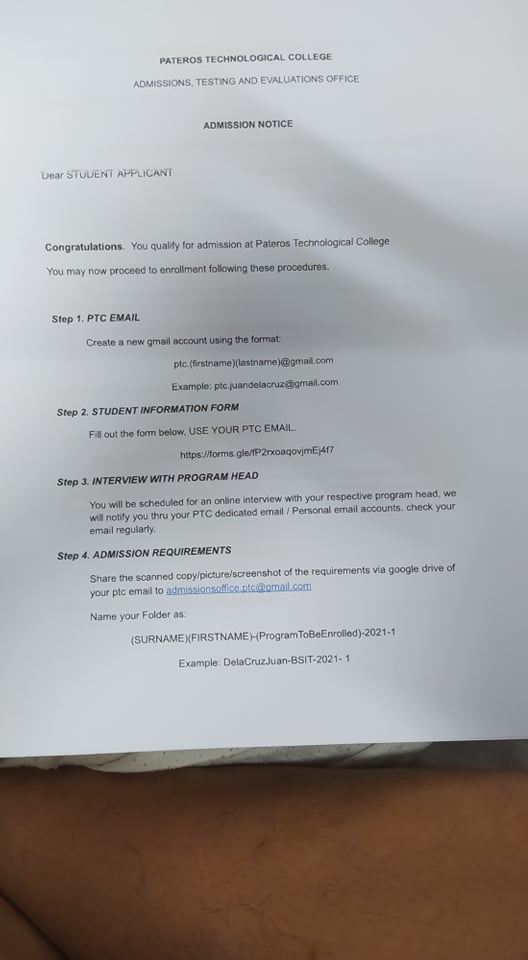 PATEROS TECHNOLOGICAL COLLEGE
ADMISSIONS, TESTING AND EVALUATIONS OFFICE
ADMISSION NOTICE
Dear STUDENT APPLICANT
Congratulations. You qualify for admission at Pateros Technological College
You may now proceed to enrollment following these procedures.
Step 1. PTC EMAIL
Create a new gmail account using the format:
ptc.(firstname)(lastname)@gmail.com
Example: ptc.juandelacruz@gmail.com
Step 2. STUDENT INFORMATION FORM
Fill out the form below, USE YOUR PTC EMAIL.
https://forms.gle/fP2rxoaqovjmEj4f7
Step 3. INTERVIEW WITH PROGRAM HEAD
You will be scheduled for an online interview with your respective program head, we
will notify you thru your PTC dedicated email / Personal email accounts, check your
email regularly.
Step 4. ADMISSION REQUIREMENTS
Share the scanned copy/picture/screenshot of the requirements via google drive of
your ptc email to admissionsoffice.ptc@gmail.com
Name your Folder as:
(SURNAME)(FIRSTNAME)-(ProgramToBeEnrolled)-2021-1
Example: DelaCruzJuan-BSIT-2021- 1